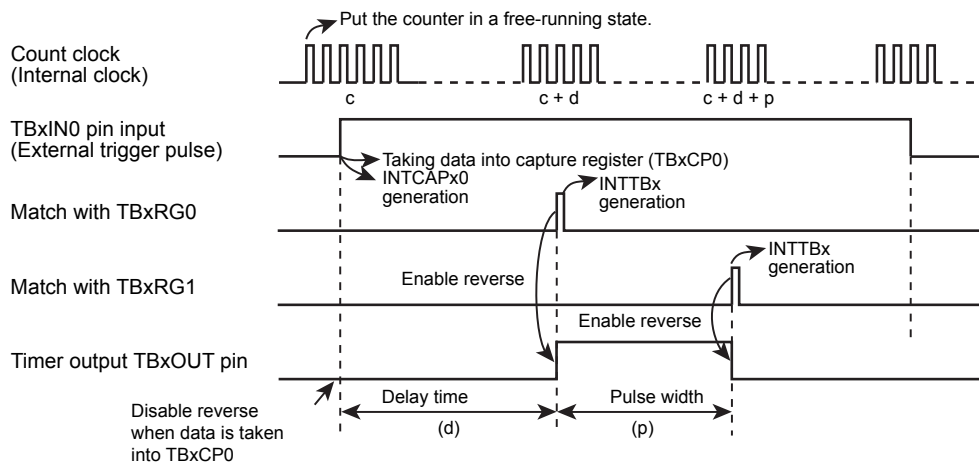 Put the counter in a free-running state.
Count clock
(Internal clock)
c
c + d
c + d + p
TBxIN0 pin input
(External trigger pulse)
Taking data into capture register (TBxCP0)
INTCAPx0
generation
Match with TBxRG0
INTTBx
generation
Enable reverse
Match with TBxRG1
INTTBx
generation
Enable reverse
Timer output TBxOUT pin
Disable reverse
when data is taken
into TBxCP0
Delay time
(d)
Pulse width
(p)